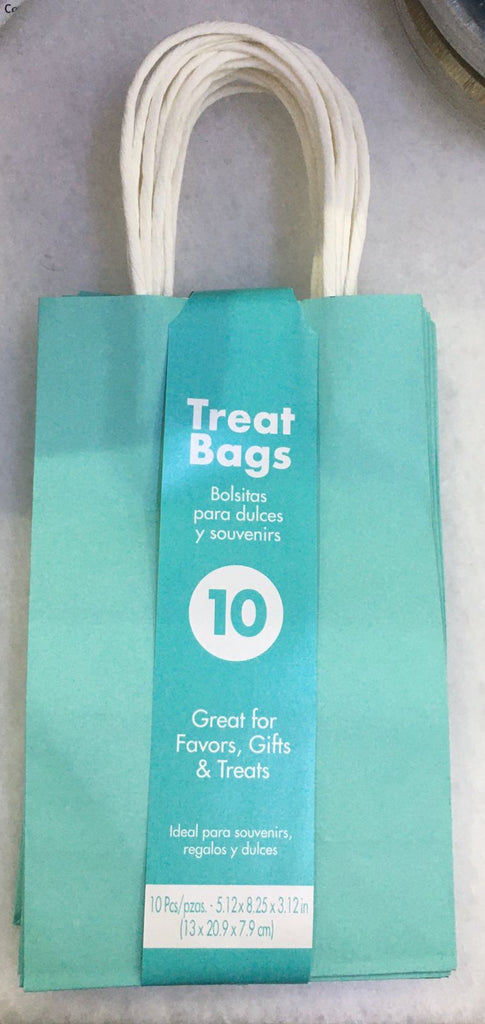 Treat
Bags
Bolsitas
para dulces
y souvenirs
10
Great for
Favors, Gifts
& Treats
Ideal para souvenirs,
regalos y dulces
10 Pcs/pzas. - 5.12 x 8.25 x 3.12 in
(13 x 20.9 x 7.9 cm)